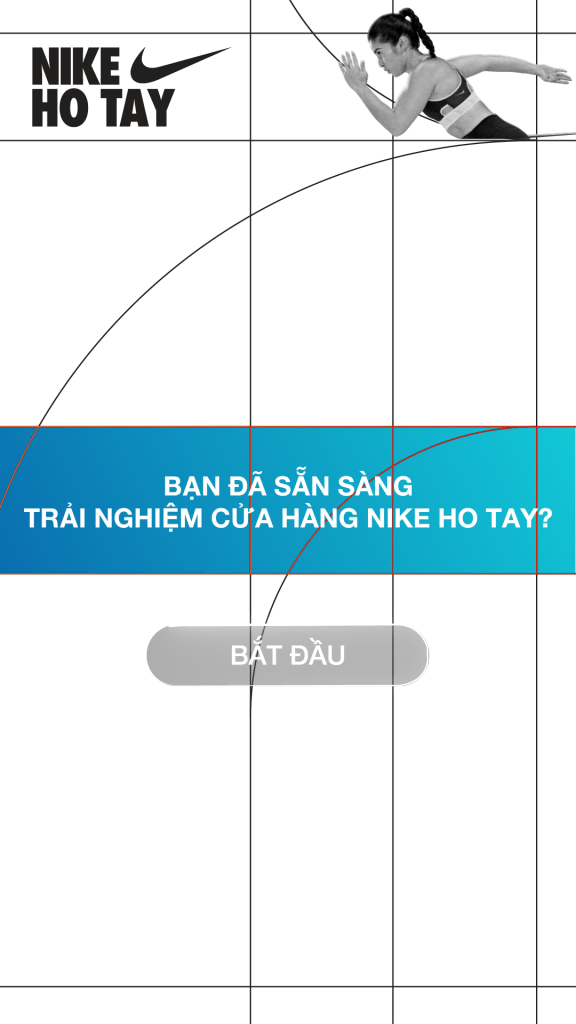 NIKE
HO TAY
BẠN ĐÃ SẴN SÀNG
TRẢI NGHIỆM CỬA HÀNG NIKE HO TAY?
BẮT ĐẦU